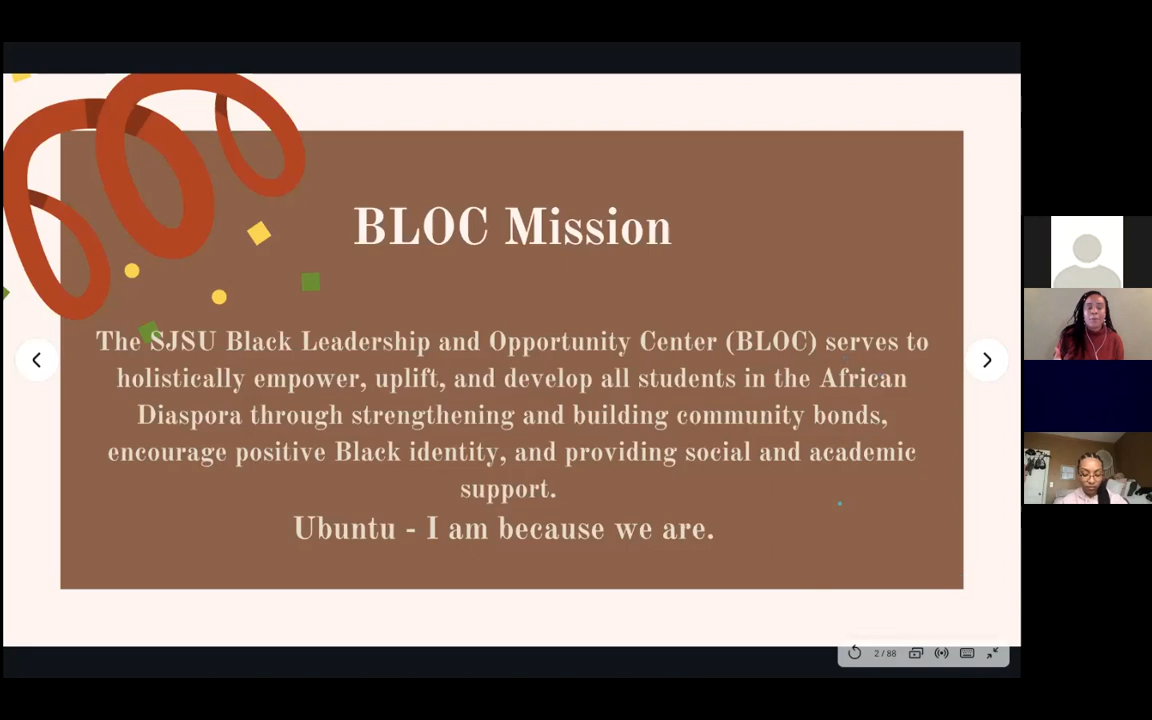 BLOC Mission
The SJSU Black Leadership and Opportunity Center (BLOC) serves to
holistically empower, uplift, and develop all students in the African
Diaspora through strengthening and building community bonds,
encourage positive Black identity, and providing social and academic
support.
Ubuntu - I am because we are.
2 / 88